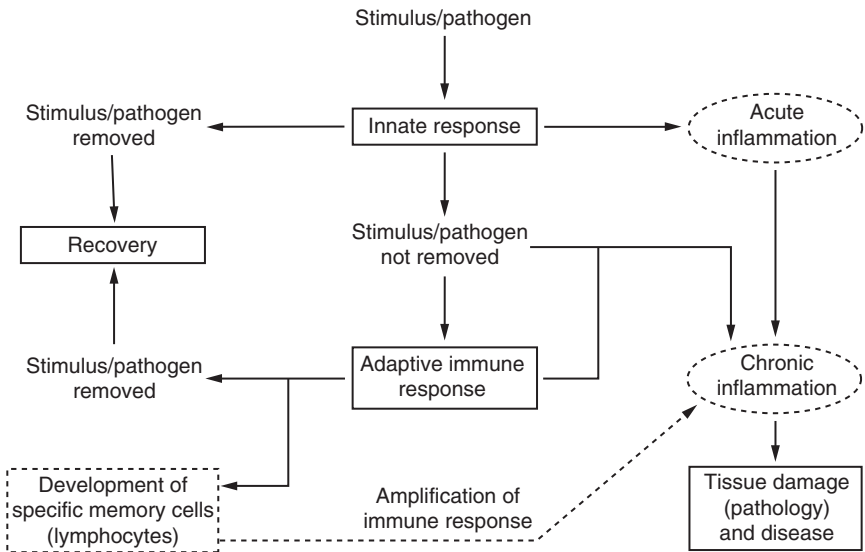 Stimulus/pathogen
Stimulus/pathogen
removed
Innate response
Acute
inflammation
Recovery
Stimulus/pathogen
not removed
Stimulus/pathogen
removed
Adaptive immune
response
Chronic
inflammation
Development of
specific memory cells
(lymphocytes)
Amplification of
immune response
Tissue damage
(pathology)
and disease